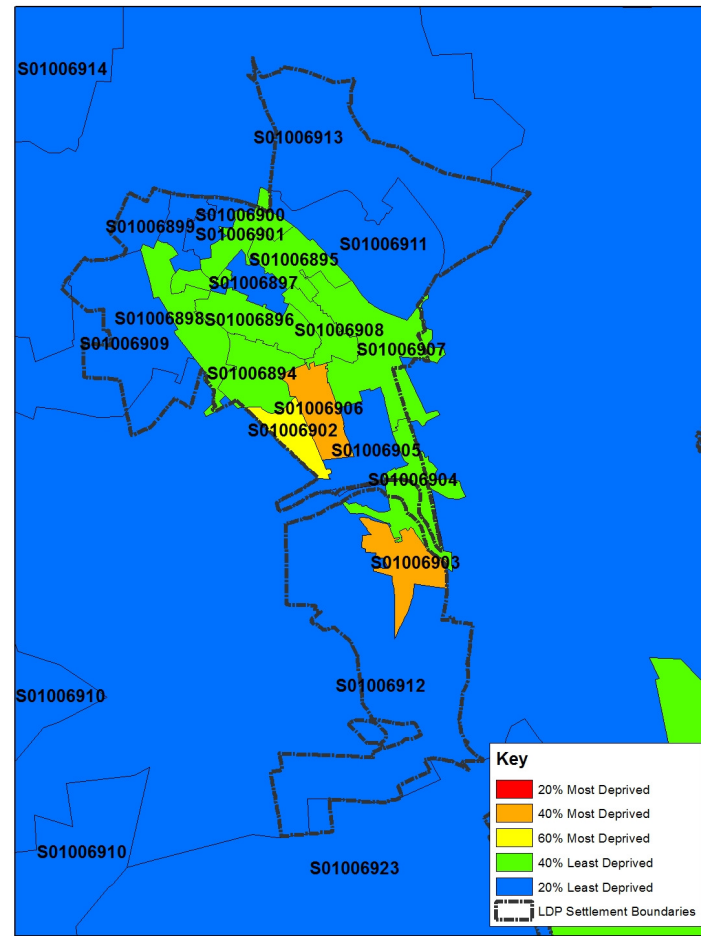 S01006914
S01006913
S01006900
S01006899
S01006901
S01006911
S01006895
S01006897
S01006898
S01006896
S01006908
S01006909
S01006907
S01006894
S01006906
S01006902
S01006905
S01006904
S01006903
S01006912
S01006910
S01006910
S01006923
Key
20% Most Deprived
40% Most Deprived
60% Most Deprived
40% Least Deprived
20% Least Deprived
LDP Settlement Boundaries